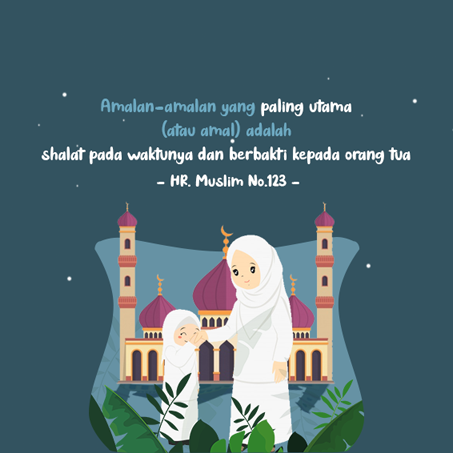 Amalan-amalan yang paling utama
(atau amal) adalah
shalat pada waktunya dan berbakti kepada orang tua
- HR. Muslim No.123 -